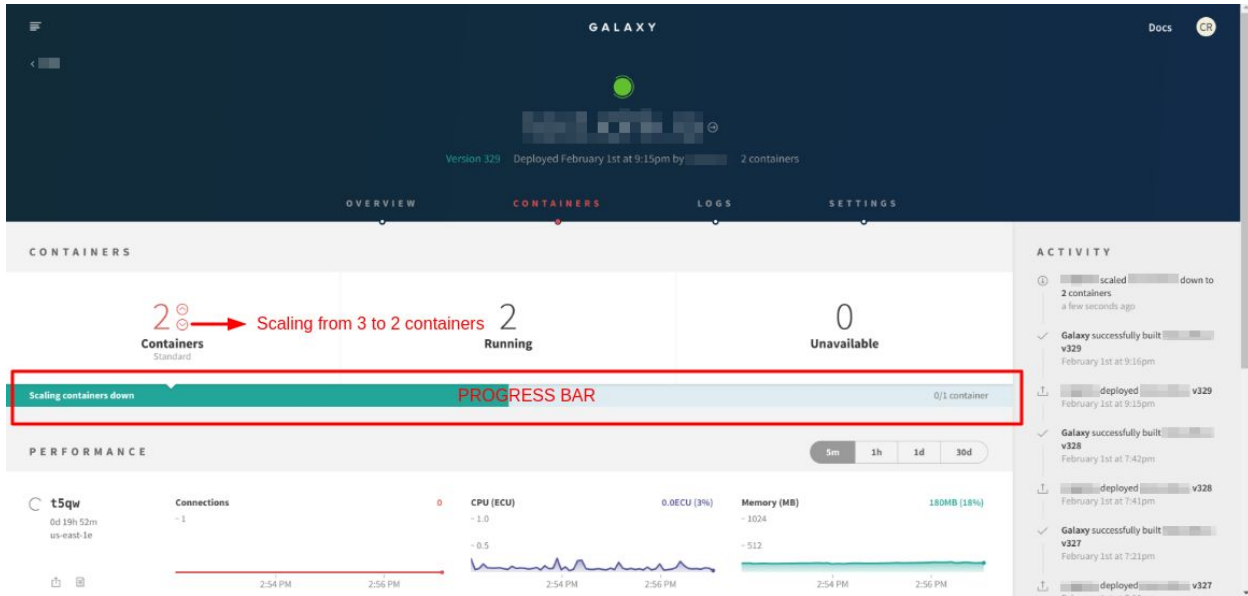 GALAXY
Docs
CR
Version 329 Deployed February 1st at 9:15pm by 2 containers
OVERVIEW CONTAINERS LOGS SETTINGS
CONTAINERS
2 Scaling from 3 to 2 containers 2 0
Containers Running Unavailable
Standard
Scaling containers down PROGRESS BAR 0/1 container
PERFORMANCE 5m 1h 1d 30d
t5qw
0d 19h 52m
us-east-1e
Connections 0
- 1
2:54 PM 2:56 PM
CPU (ECU) 0.0ECU (3%)
- 1.0
- 0.5
2:54 PM 2:56 PM
Memory (MB) 180MB (18%)
- 1024
- 512
2:54 PM 2:56 PM
ACTIVITY
scaled down to
2 containers
a few seconds ago
Galaxy successfully built
v329
February 1st at 9:16pm
deployed v329
February 1st at 9:15pm
Galaxy successfully built
v328
February 1st at 7:42pm
deployed v328
February 1st at 7:41pm
Galaxy successfully built
v327
February 1st at 7:21pm
deployed v327